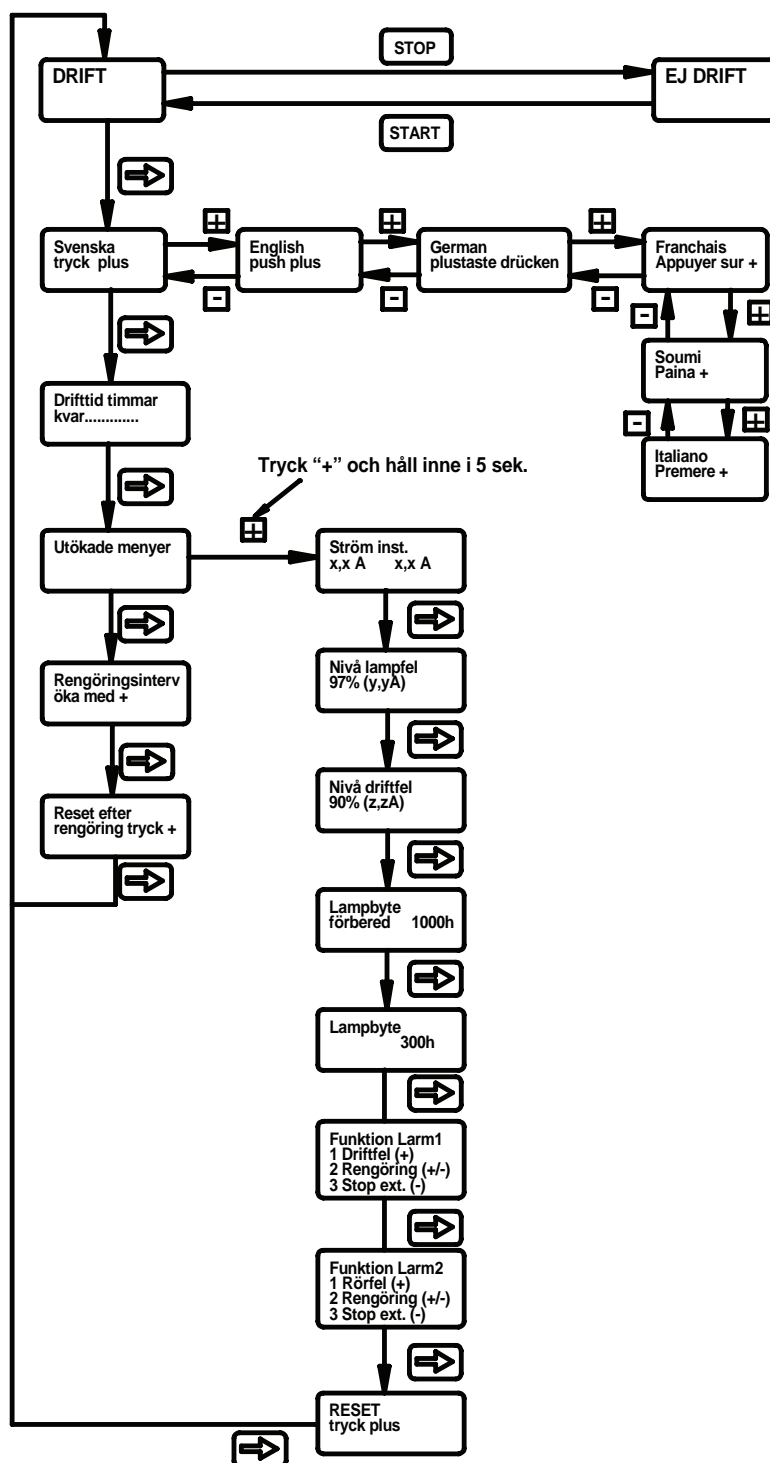 STOP
DRIFT
EJ DRIFT
START
+
+
+
Svenska
tryck plus
English
push plus
German
plustaste drücken
Franchais
Appuyer sur +
-
-
-
-
+
Soumi
Paina +
Drifttid timmar
kvar.............
-
+
Italiano
Premere +
Tryck “+” och håll inne i 5 sek.
+
Utökade menyer
Ström inst.
x,x A x,x A
Rengöringsinterv
öka med +
Nivå lampfel
97% (y,yA)
Reset efter
rengöring tryck +
Nivå driftfel
90% (z,zA)
Lampbyte
förbered 1000h
Lampbyte
300h
Funktion Larm1
1 Driftfel (+)
2 Rengöring (+/-)
3 Stop ext. (-)
Funktion Larm2
1 Rörfel (+)
2 Rengöring (+/-)
3 Stop ext. (-)
RESET
tryck plus